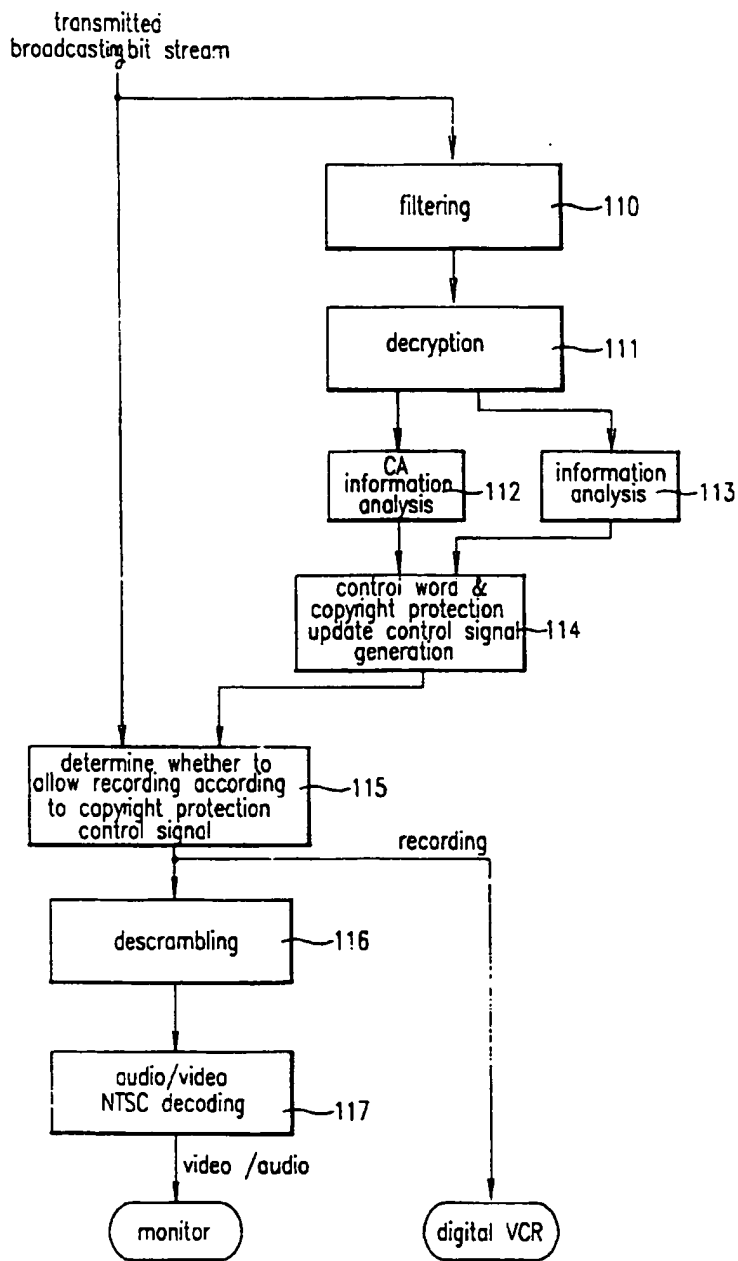 transmitted
broadcasting bit stream
filtering
110
decryption
111
CA
information
analysis
112
information
analysis
113
control word &
copyright protection
update control signal
generation
114
determine whether to
allow recording according
to copyright protection
control signal
115
recording
descrambling
116
audio/video
NTSC decoding
117
video /audio
monitor
digital VCR